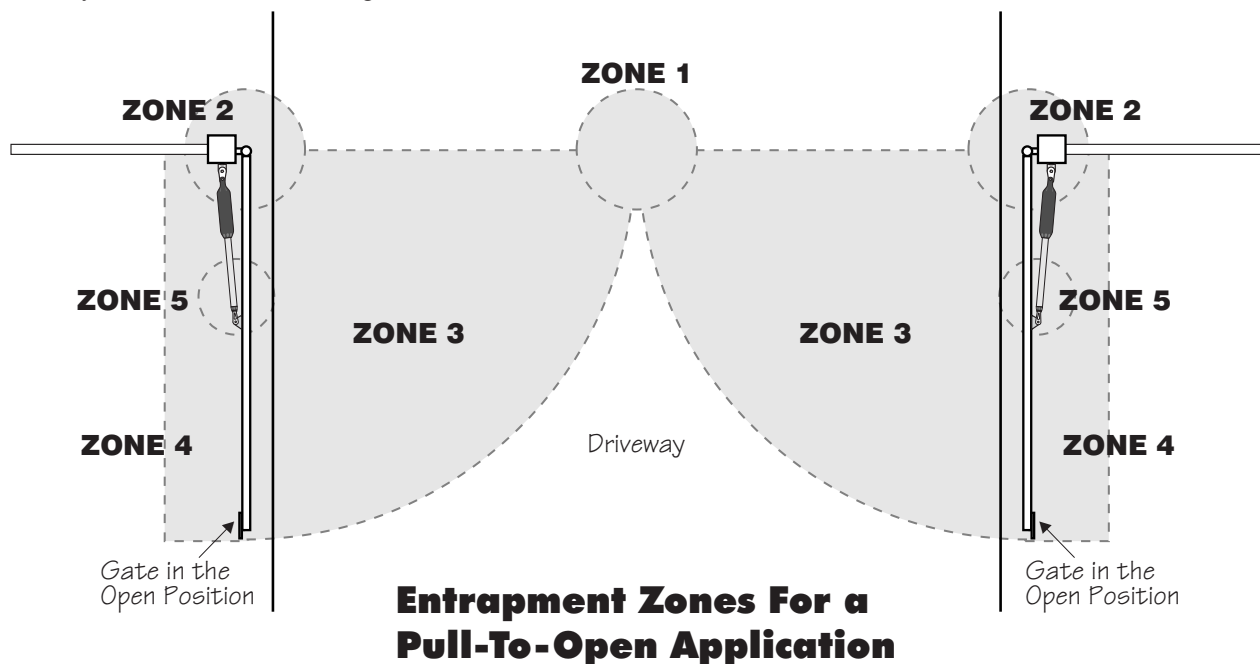 ZONE 1
ZONE 2
ZONE 2
ZONE 5
ZONE 5
ZONE 3
ZONE 3
ZONE 4
Driveway
ZONE 4
Gate in the
Open Position
Gate in the
Open Position
Entrapment Zones For a
Pull-To-Open Application